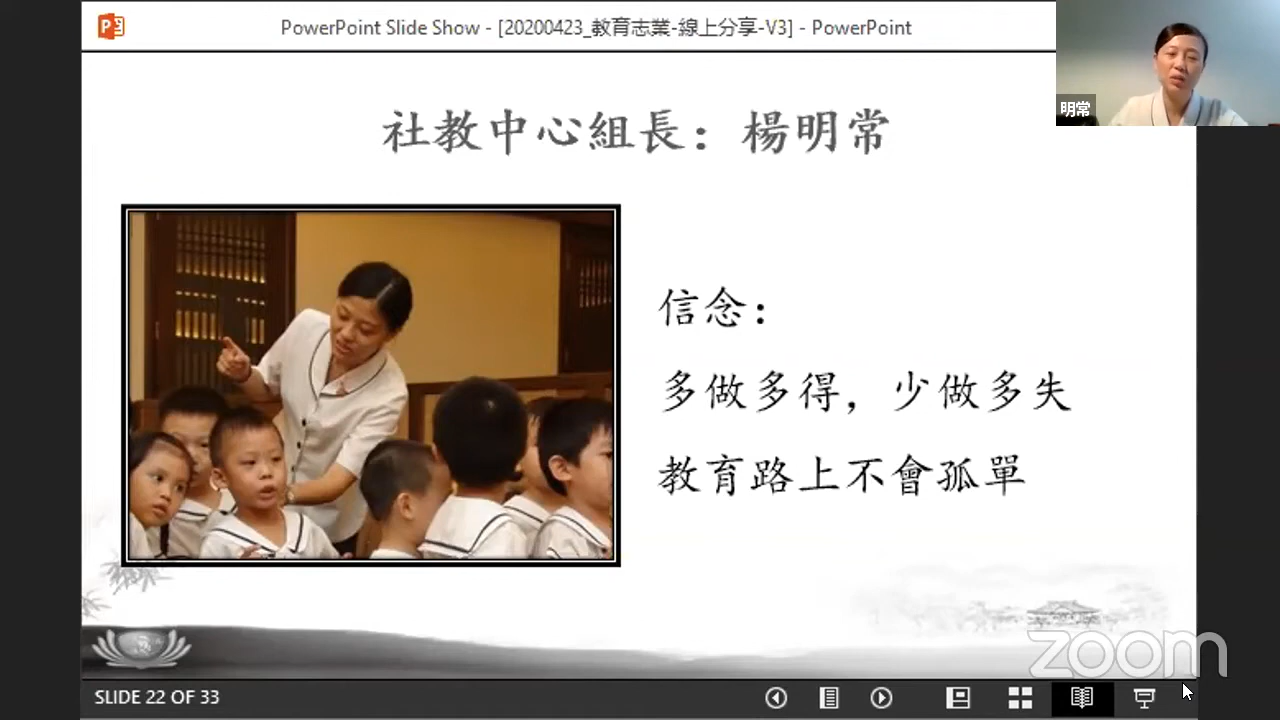 PowerPoint Slide Show - [20200423_教育志業-線上分享-V3] - PowerPoint
明常
社教中心組長：楊明常
信念：
多做多得，少做多失
教育路上不會孤單
zoom
SLIDE 22 OF 33